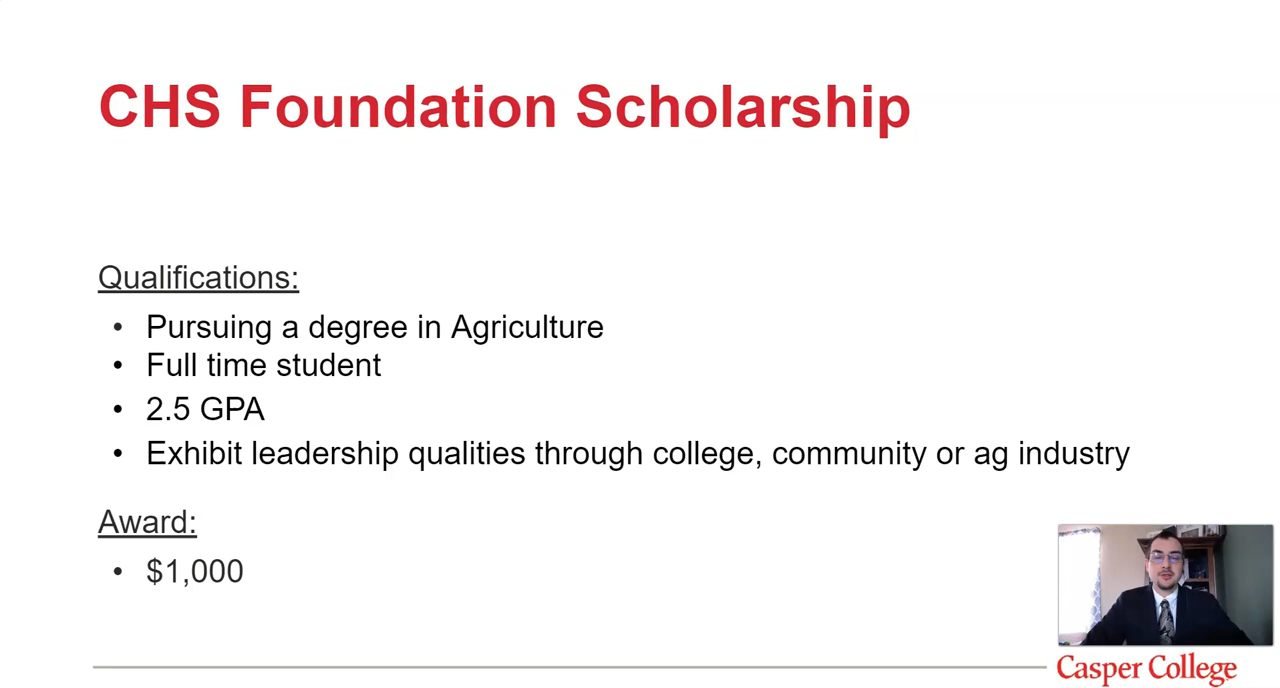 CHS Foundation Scholarship
Qualifications:
• Pursuing a degree in Agriculture
• Full time student
• 2.5 GPA
• Exhibit leadership qualities through college, community or ag industry
Award:
• $1,000
Casper College